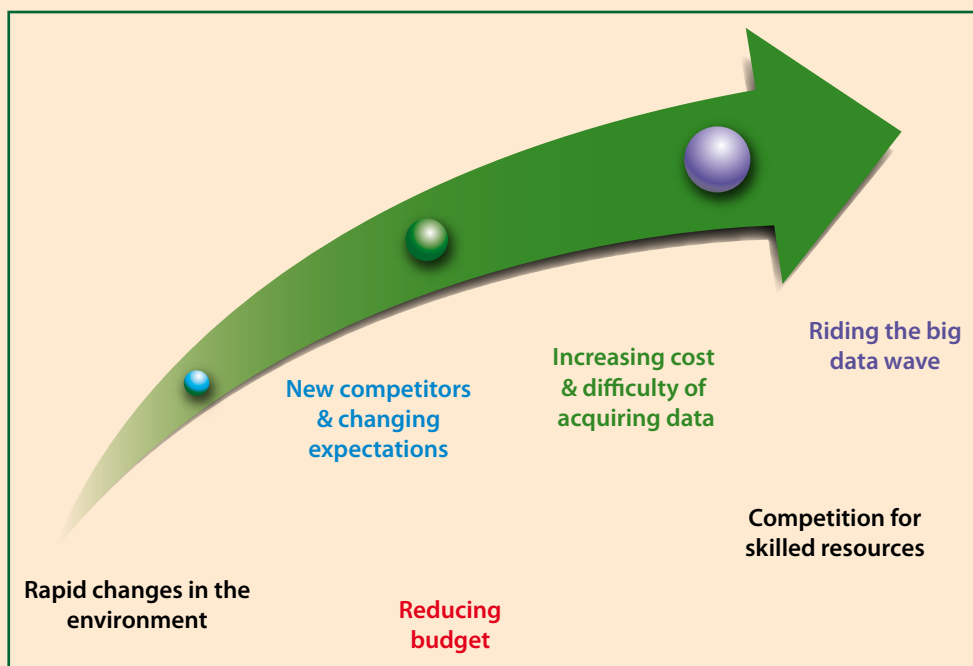 Riding the big
data wave
Increasing cost
& difficulty of
acquiring data
New competitors
& changing
expectations
Competition for
skilled resources
Rapid changes in the
environment
Reducing
budget